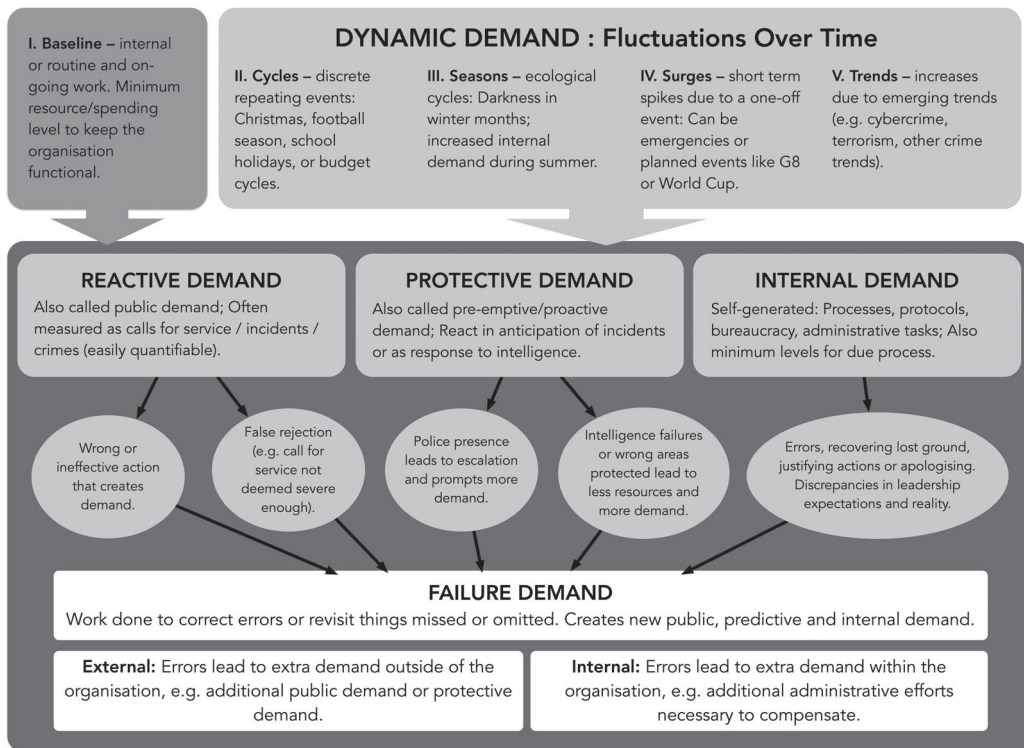 I. Baseline – internal
or routine and on-
going work. Minimum
resource/spending
level to keep the
organisation
functional.
DYNAMIC DEMAND : Fluctuations Over Time
II. Cycles – discrete
repeating events:
Christmas, football
season, school
holidays, or budget
cycles.
III. Seasons – ecological
cycles: Darkness in
winter months;
increased internal
demand during summer.
IV. Surges – short term
spikes due to a one-off
event: Can be
emergencies or
planned events like G8
or World Cup.
V. Trends – increases
due to emerging trends
(e.g. cybercrime,
terrorism, other crime
trends).
REACTIVE DEMAND
Also called public demand; Often
measured as calls for service / incidents /
crimes (easily quantifiable).
PROTECTIVE DEMAND
Also called pre-emptive/proactive
demand; React in anticipation of incidents
or as response to intelligence.
INTERNAL DEMAND
Self-generated: Processes, protocols,
bureaucracy, administrative tasks; Also
minimum levels for due process.
Wrong or
ineffective action
that creates
demand.
False rejection
(e.g. call for
service not
deemed severe
enough).
Police presence
leads to escalation
and prompts more
demand.
Intelligence failures
or wrong areas
protected lead to
less resources and
more demand.
Errors, recovering lost ground,
justifying actions or apologising.
Discrepancies in leadership
expectations and reality.
FAILURE DEMAND
Work done to correct errors or revisit things missed or omitted. Creates new public, predictive and internal demand.
External: Errors lead to extra demand outside of the
organisation, e.g. additional public demand or protective
demand.
Internal: Errors lead to extra demand within the
organisation, e.g. additional administrative efforts
necessary to compensate.